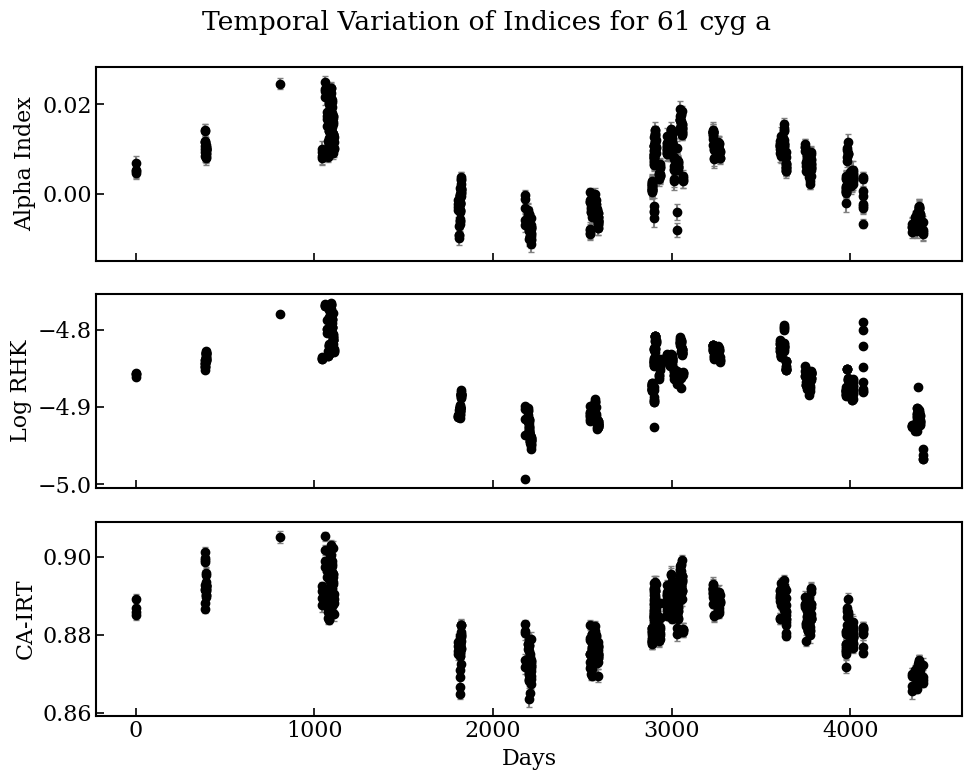 Temporal Variation of Indices for 61 cyg a
Alpha Index
0.02
0.00
Log RHK
−4.8
−4.9
−5.0
CA-IRT
0.90
0.88
0.86
0 1000 2000 3000 4000
Days